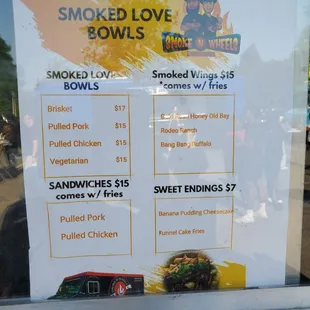 SMOKED LOVE
BOWLS
SMOKE N WHEELS
SMOKED LOVE
BOWLS
Brisket $17
Pulled Pork $15
Pulled Chicken $15
Vegetarian $15
Smoked Wings $15
*comes w/ fries
Honey Old Bay
Rodeo Ranch
Bang Bang Buffalo
SANDWICHES $15
comes w/ fries
Pulled Pork
Pulled Chicken
SWEET ENDINGS $7
Banana Pudding Cheesecake
Funnel Cake Fries